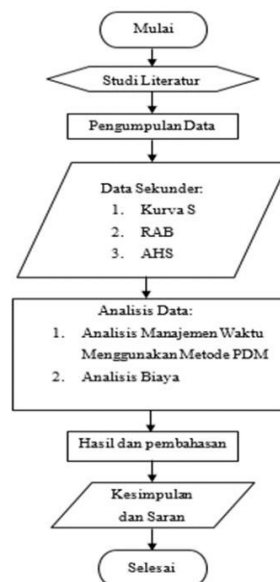 Mulai
Studi Literatur
Pengumpulan Data
Data Sekunder:
1. Kurva S
2. RAB
3. AHS
Analisis Data:
1. Analisis Manajemen Waktu
Menggunakan Metode PDM
2. Analisis Biaya
Hasil dan pembahasan
Kesimpulan
dan Saran
Selesai